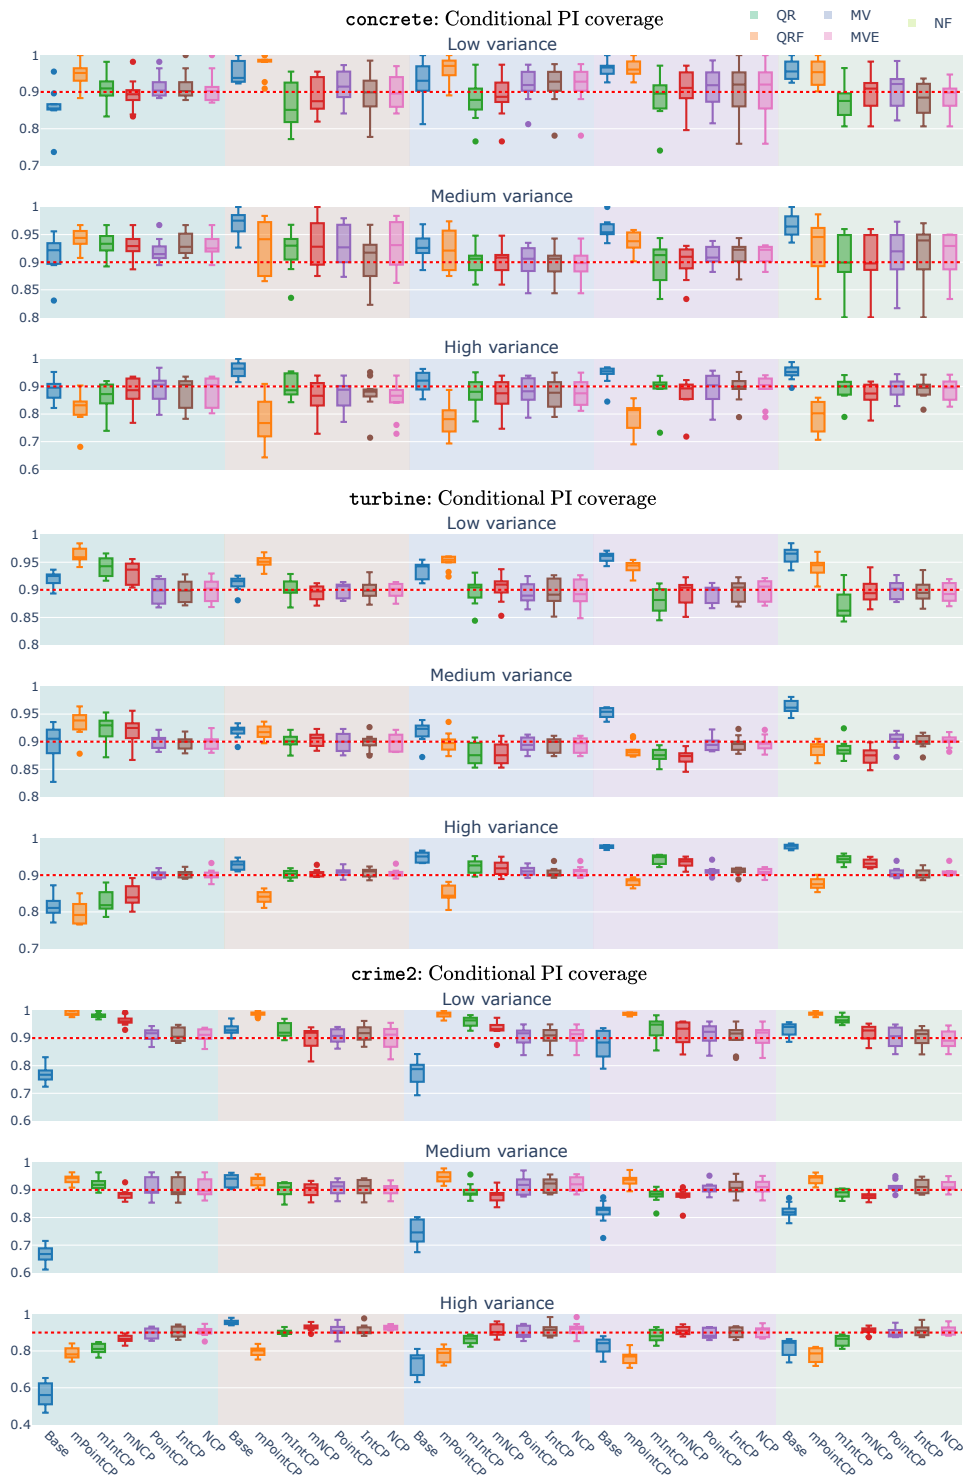 concrete: Conditional PI coverage
QR MV NF
QRF MVE
Low variance
1
0.9
0.8
0.7
Medium variance
1
0.95
0.9
0.85
0.8
High variance
1
0.9
0.8
0.7
0.6
turbine: Conditional PI coverage
Low variance
1
0.95
0.9
0.85
0.8
Medium variance
1
0.95
0.9
0.85
0.8
High variance
1
0.9
0.8
0.7
crime2: Conditional PI coverage
Low variance
1
0.9
0.8
0.7
0.6
Medium variance
1
0.9
0.8
0.7
0.6
High variance
1
0.8
0.6
0.4
Base mPointCP mIntCP mNCP PointCP IntCP NCP Base mPointCP mIntCP mNCP PointCP IntCP NCP Base mPointCP mIntCP mNCP PointCP IntCP NCP Base mPointCP mIntCP mNCP PointCP IntCP NCP Base mPointCP mIntCP mNCP PointCP IntCP NCP